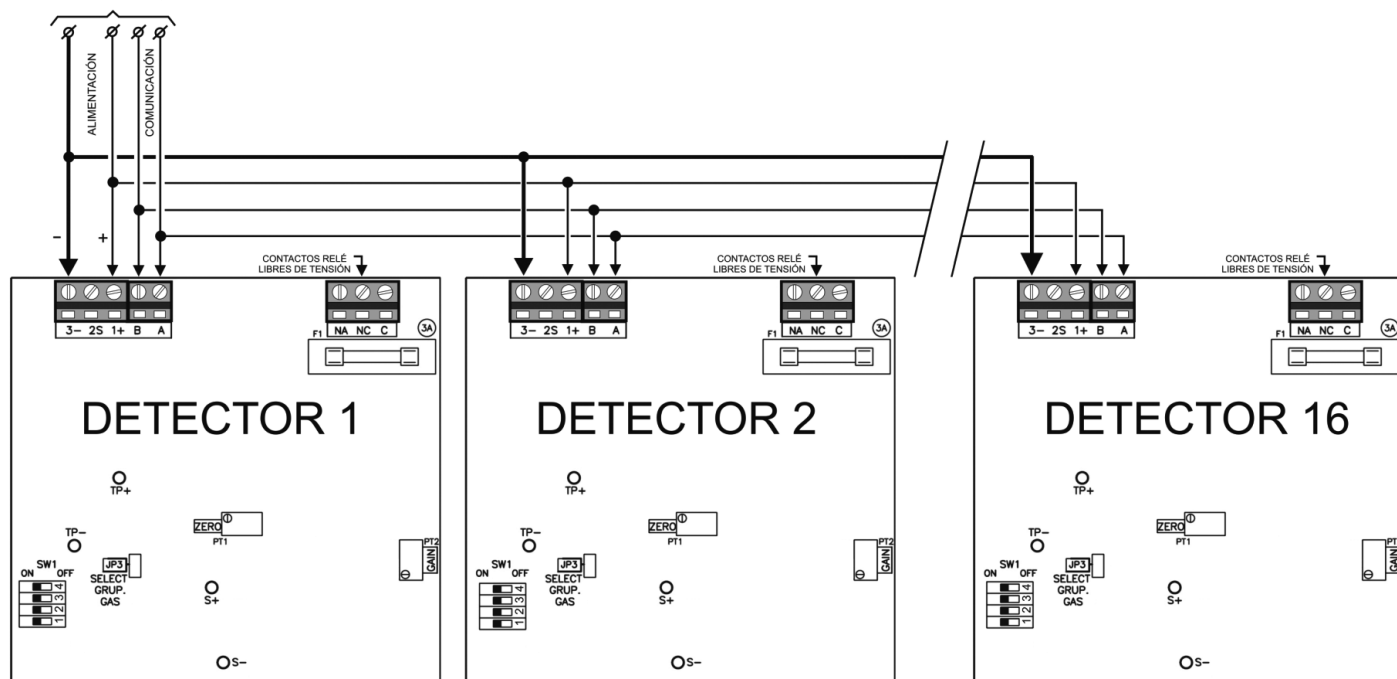 ALIMENTACIÓN
COMUNICACIÓN
- +
CONTACTOS RELÉ
LIBRES DE TENSIÓN
3- 2S 1+ B A
NA NC C
F1
3A
DETECTOR 1
TP+
TP-
ZERO
PT1
PT2
GAIN
SW1
ON OFF
4
3
2
1
JP3
SELECT
GRUP.
GAS
S+
S-
CONTACTOS RELÉ
LIBRES DE TENSIÓN
3- 2S 1+ B A
NA NC C
F1
3A
DETECTOR 2
TP+
TP-
ZERO
PT1
PT2
GAIN
SW1
ON OFF
4
3
2
1
JP3
SELECT
GRUP.
GAS
S+
S-
CONTACTOS RELÉ
LIBRES DE TENSIÓN
3- 2S 1+ B A
NA NC C
F1
3A
DETECTOR 16
TP+
TP-
ZERO
PT1
GAIN
SW1
ON OFF
4
3
2
1
JP3
SELECT
GRUP.
GAS
S+
S-